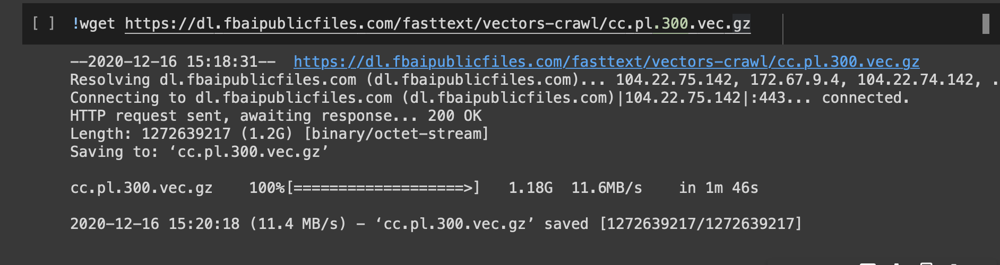 [ ] !wget https://dl.fbaipublicfiles.com/fasttext/vectors-crawl/cc.pl.300.vec.gz
--2020-12-16 15:18:31-- https://dl.fbaipublicfiles.com/fasttext/vectors-crawl/cc.pl.300.vec.gz
Resolving dl.fbaipublicfiles.com (dl.fbaipublicfiles.com)... 104.22.75.142, 172.67.9.4, 104.22.74.142, .
Connecting to dl.fbaipublicfiles.com (dl.fbaipublicfiles.com)|104.22.75.142|:443... connected.
HTTP request sent, awaiting response... 200 OK
Length: 1272639217 (1.2G) [binary/octet-stream]
Saving to: ‘cc.pl.300.vec.gz’
cc.pl.300.vec.gz 100%[===================>] 1.18G 11.6MB/s in 1m 46s
2020-12-16 15:20:18 (11.4 MB/s) - ‘cc.pl.300.vec.gz’ saved [1272639217/1272639217]